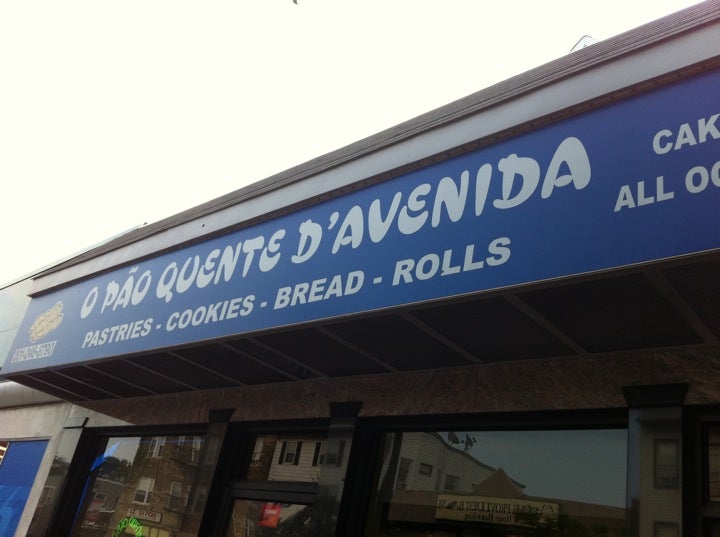 O PÃO QUENTE D'AVENIDA
PASTRIES - COOKIES - BREAD - ROLLS
CAK
ALL OC